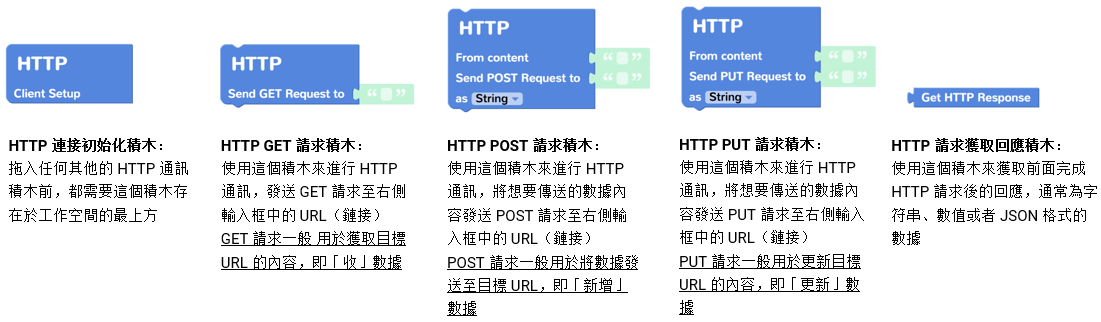 HTTP
Client Setup
HTTP 連接初始化積木：
拖入任何其他的 HTTP 通訊
積木前，都需要這個積木存
在於工作空間的最上方
HTTP
Send GET Request to “ ”
HTTP GET 請求積木：
使用這個積木來進行 HTTP
通訊，發送 GET 請求至右側
輸入框中的 URL（鏈接）
GET 請求一般 用於獲取目標
URL 的內容，即「收」數據
HTTP
From content “ ”
Send POST Request to “ ”
as String
HTTP POST 請求積木：
使用這個積木來進行 HTTP
通訊，將想要傳送的數據內
容發送 POST 請求至右側輸
入框中的 URL（鏈接）
POST 請求一般用於將數據發
送至目標 URL，即「新增」
數據
HTTP
From content “ ”
Send PUT Request to “ ”
as String
HTTP PUT 請求積木：
使用這個積木來進行 HTTP
通訊，將想要傳送的數據內
容發送 PUT 請求至右側輸入
框中的 URL（鏈接）
PUT 請求一般用於更新目標
URL 的內容，即「更新」數
據
Get HTTP Response
HTTP 請求獲取回應積木：
使用這個積木來獲取前面完成
HTTP 請求後的回應，通常為字
符串、數值或者 JSON 格式的
數據